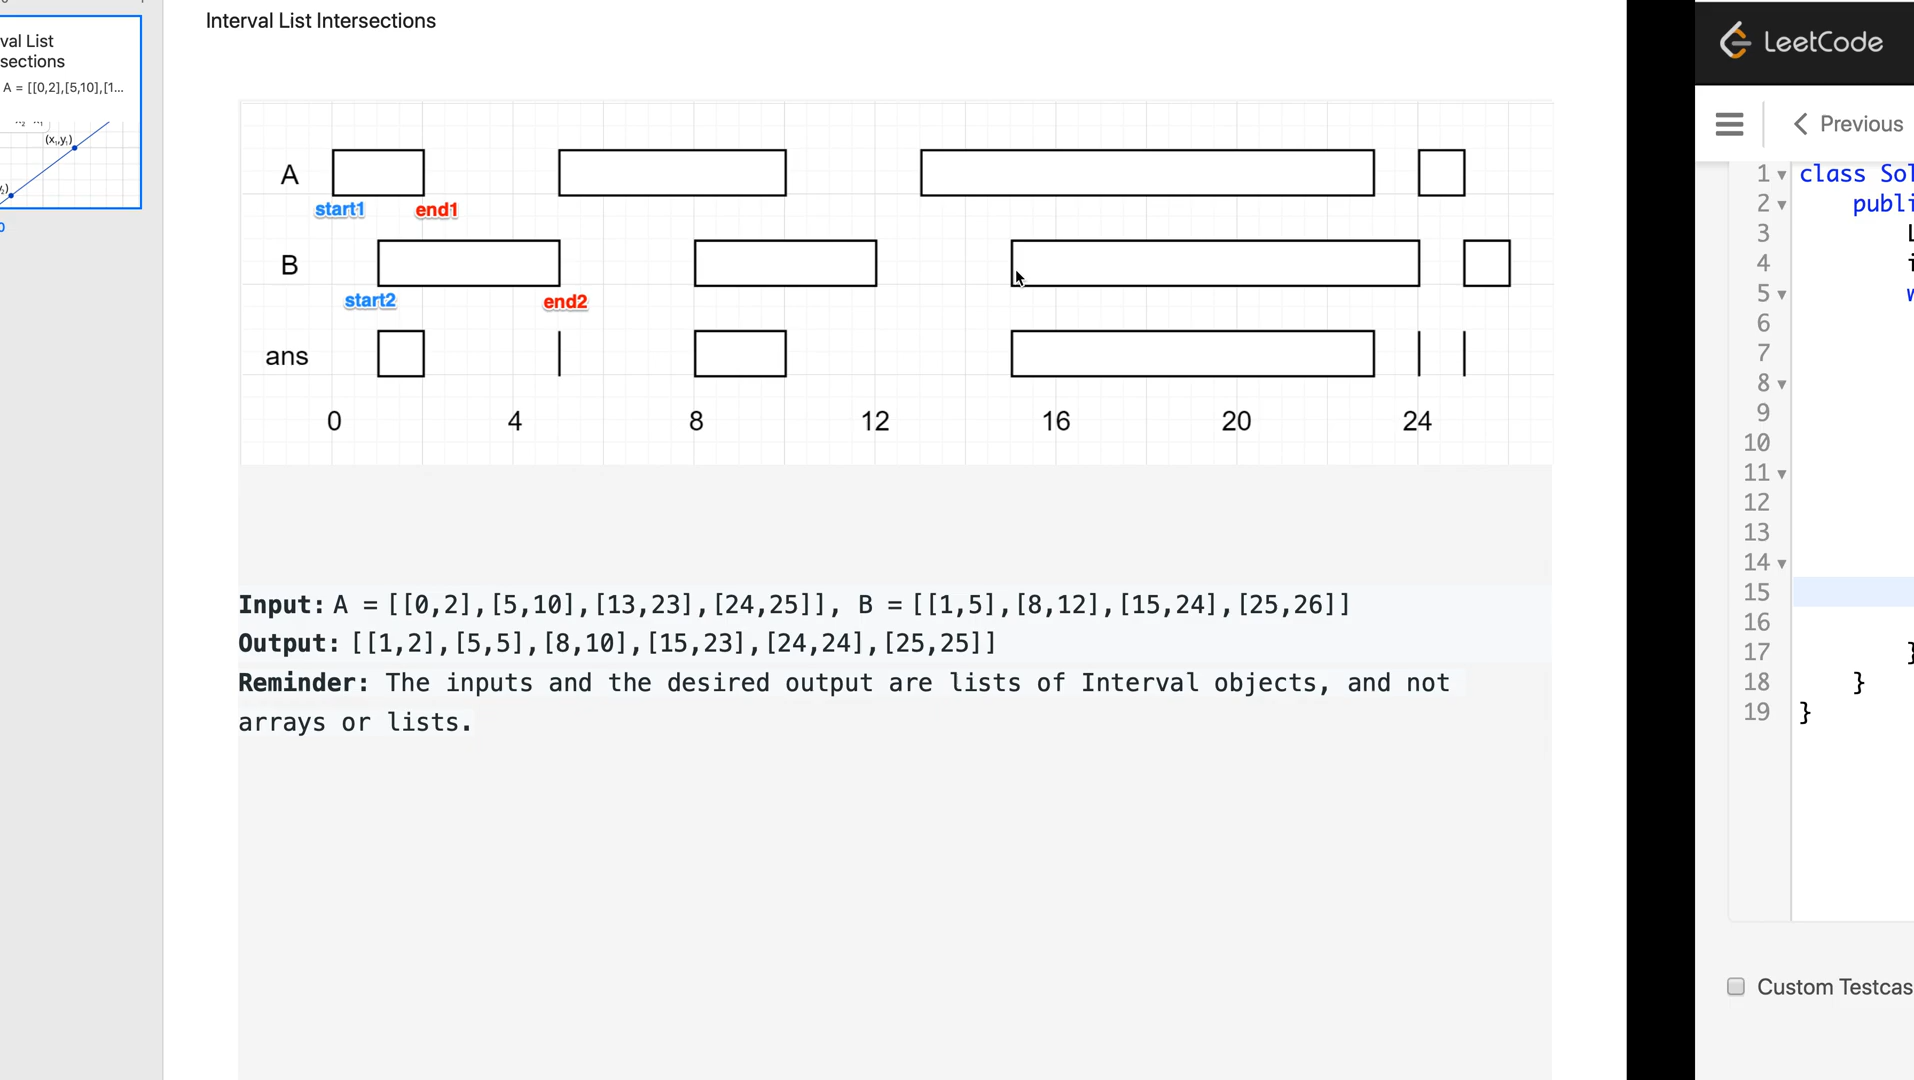 val List
sections
A = [[0,2],[5,10],[1...
(x₁,y₁)
Interval List Intersections
A
start1 end1
B
start2 end2
ans
0 4 8 12 16 20 24
Input: A = [[0,2],[5,10],[13,23],[24,25]], B = [[1,5],[8,12],[15,24],[25,26]]
Output: [[1,2],[5,5],[8,10],[15,23],[24,24],[25,25]]
Reminder: The inputs and the desired output are lists of Interval objects, and not
arrays or lists.
LeetCode
Previous
1 class Sol
2 publi
3
4
5
6
7
8
9
10
11
12
13
14
15
16
17 }
18 }
19 }
Custom Testcas